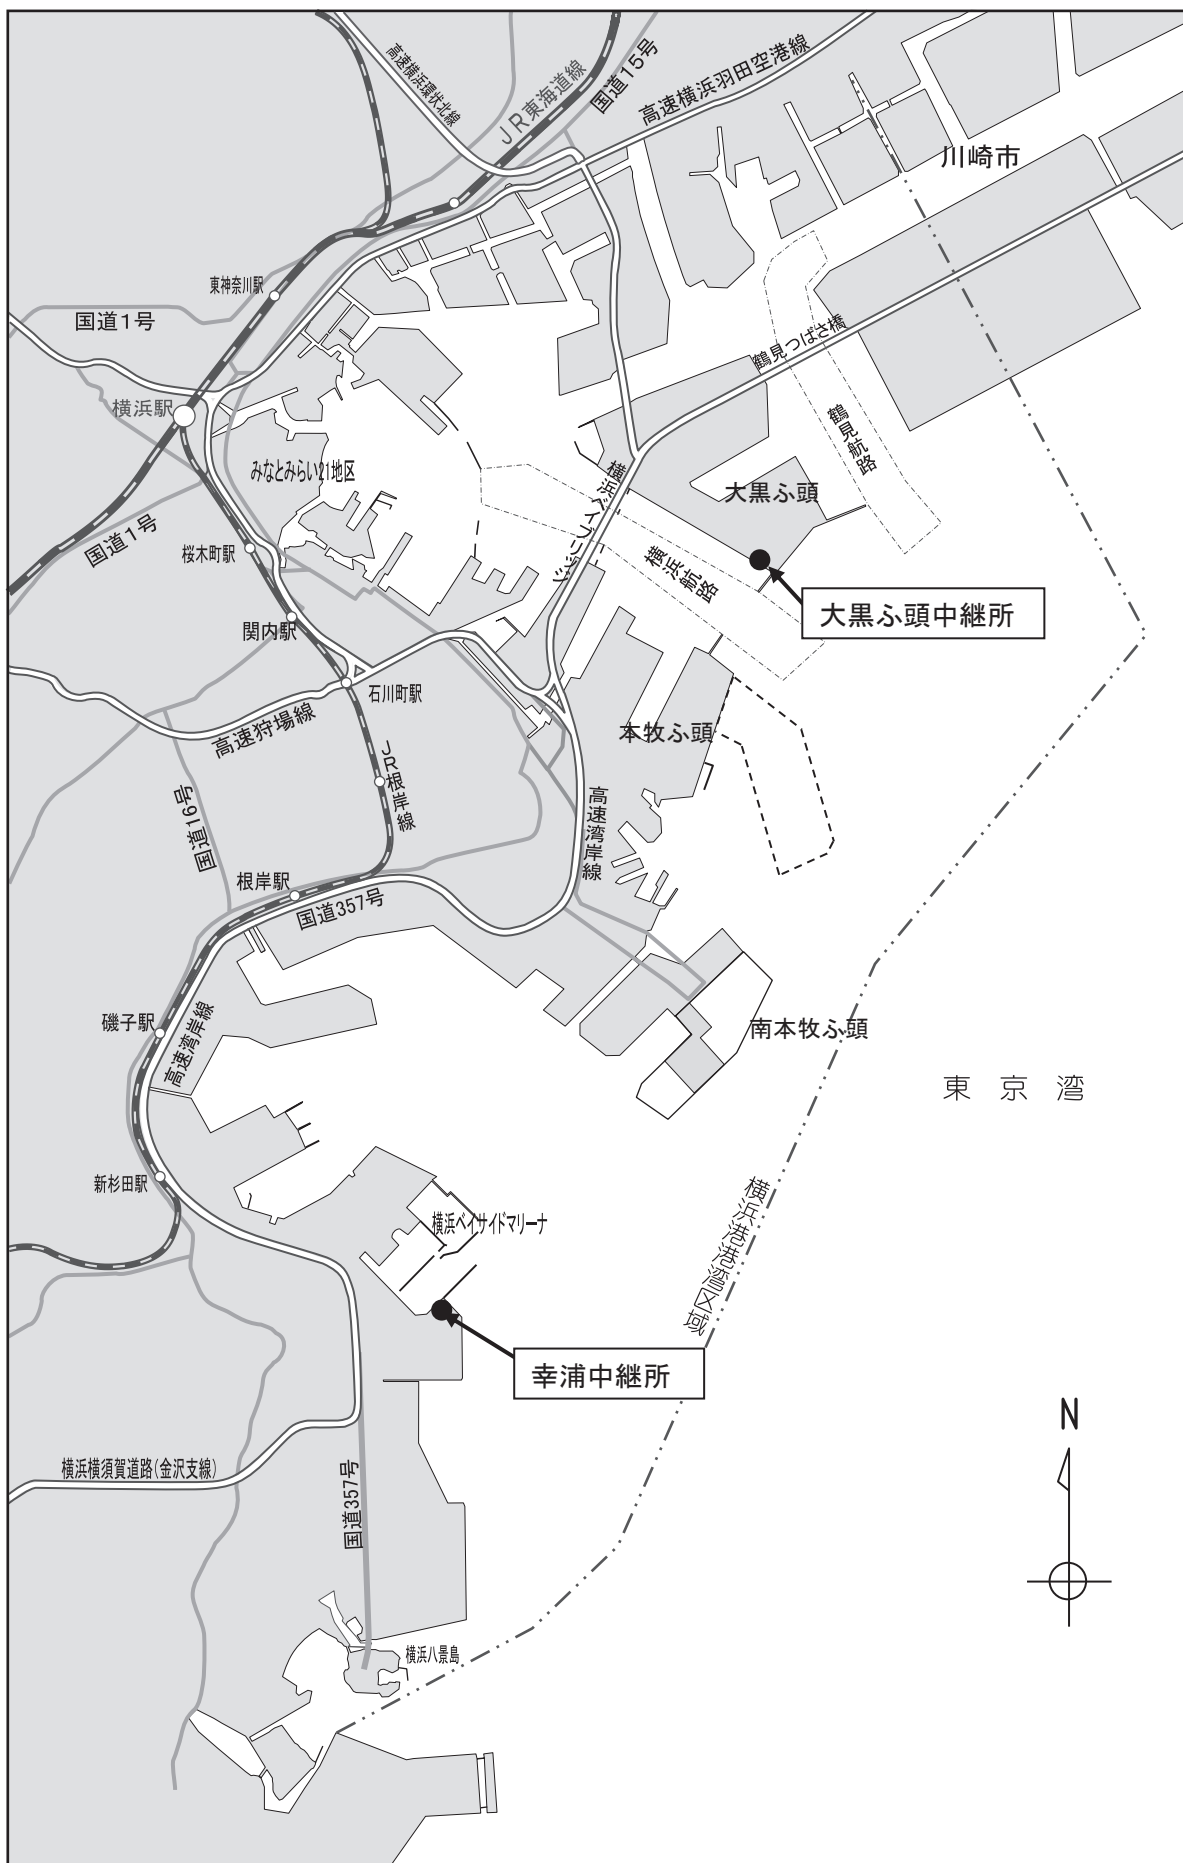 高速横浜環状北線
JR東海道線
国道15号
高速横浜羽田空港線
川崎市
東神奈川駅
国道1号
鶴見つばさ橋
横浜駅
鶴見航路
みなとみらい21地区
横浜ベイブリッジ
大黒ふ頭
国道1号
桜木町駅
横浜航路
大黒ふ頭中継所
関内駅
石川町駅
高速狩場線
本牧ふ頭
JR根岸線
国道16号
高速湾岸線
根岸駅
国道357号
磯子駅
高速湾岸線
南本牧ふ頭
東京湾
新杉田駅
横浜ベイサイドマリーナ
横浜港港湾区域
幸浦中継所
N
横浜横須賀道路(金沢支線)
国道357号
横浜八景島